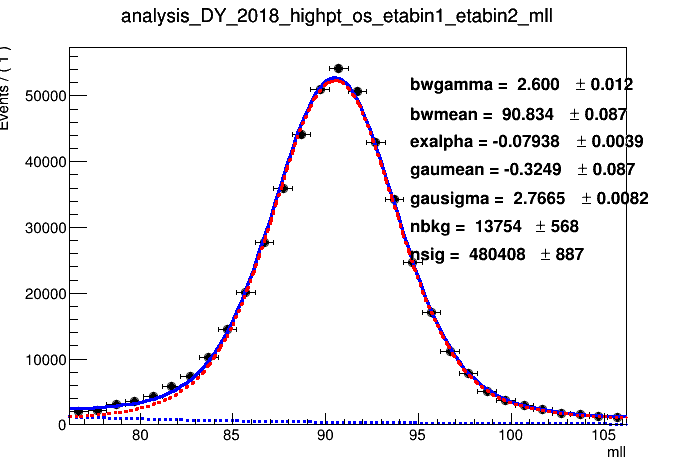 analysis_DY_2018_highpt_os_etabin1_etabin2_mll
Events / ( 1 )
bwgamma = 2.600 ± 0.012
bwmean = 90.834 ± 0.087
exalpha = -0.07938 ± 0.0039
gaumean = -0.3249 ± 0.087
gausigma = 2.7665 ± 0.0082
nbkg = 13754 ± 568
nsig = 480408 ± 887
50000
40000
30000
20000
10000
0
80 85 90 95 100 105
mll